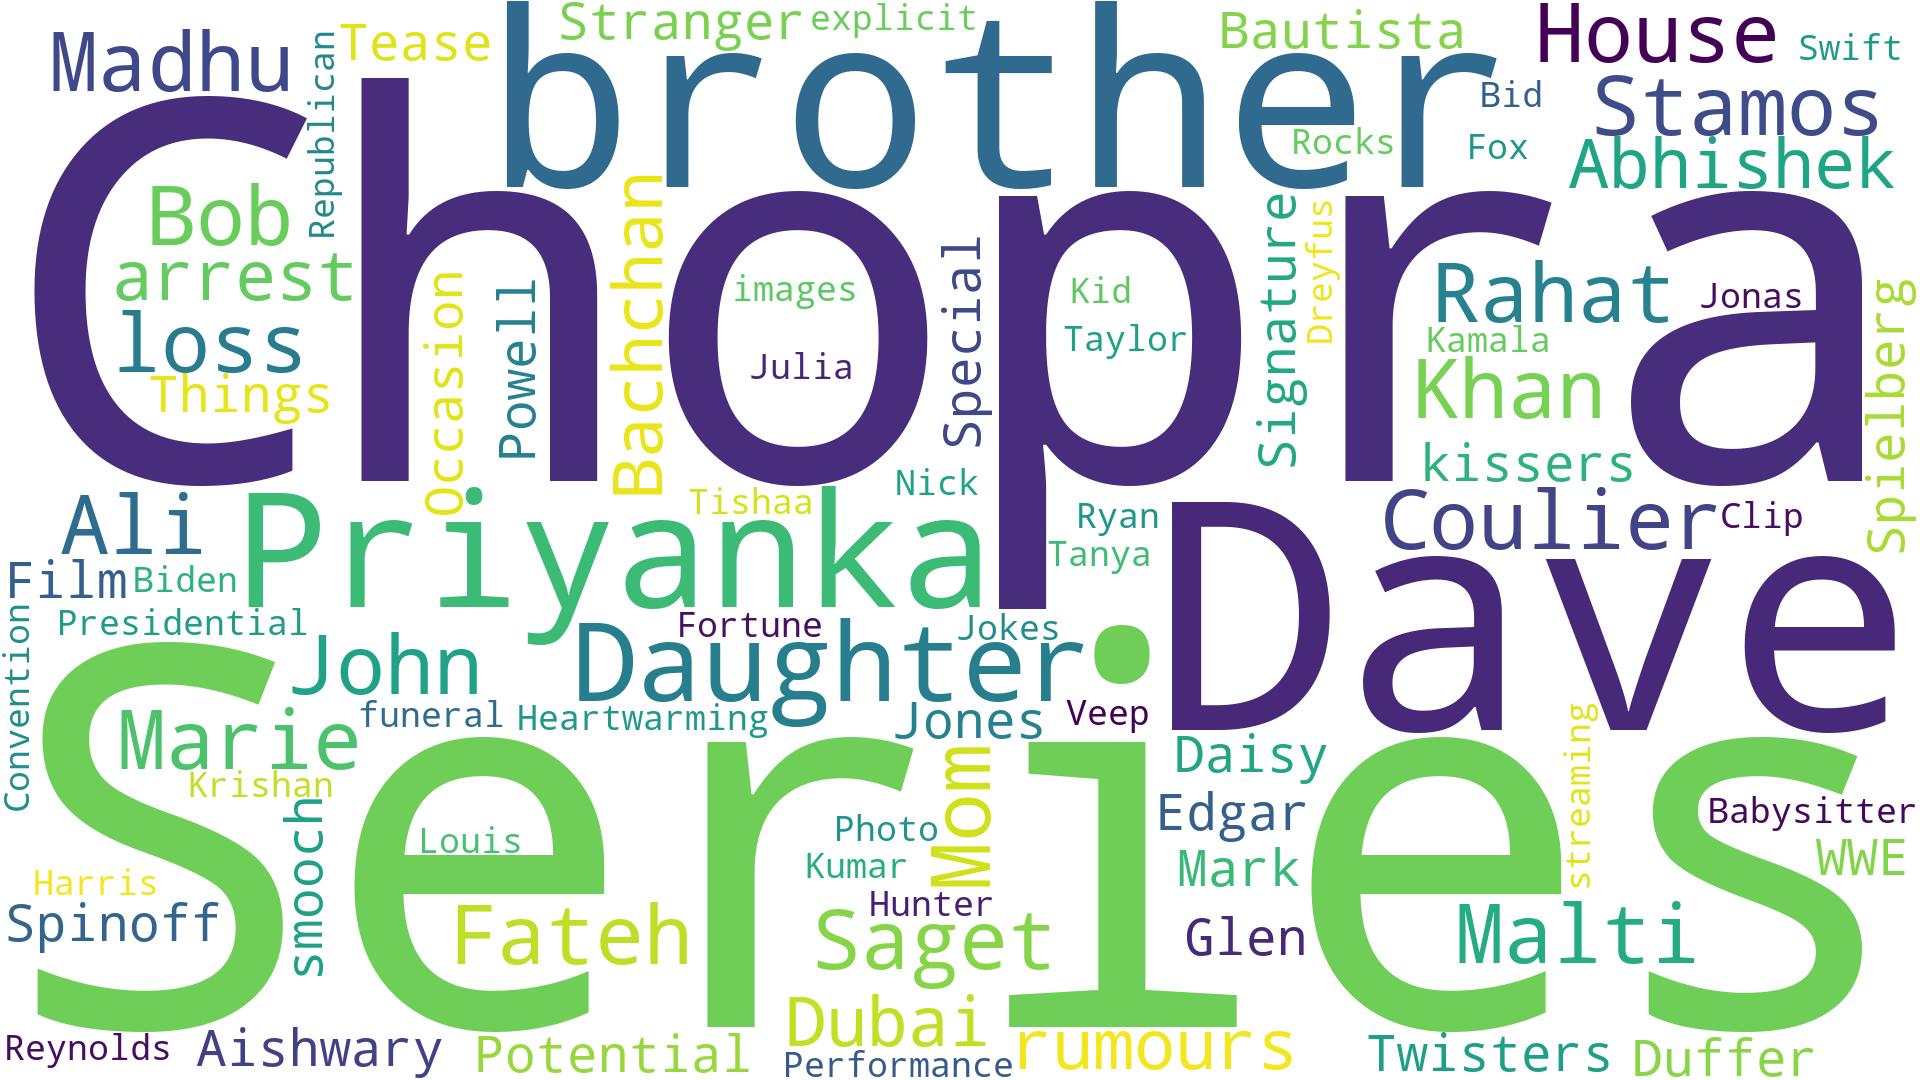 Chopra
Series
brother
Dave
Priyanka
Daughter
Madhu
Tease
Stranger
explicit
Bautista
House
Swift
Republican
Bid
Stamos
Rocks
Fox
Abhishek
Bob
arrest
loss
Things
Occasion
Powell
Bachchan
images
Julia
Special
Kid
Taylor
Signature
Dreyfus
Rahat
Jonas
Kamala
Khan
kissers
Spielberg
Nick
Tishaa
Ali
Ryan
Tanya
Coulier
Clip
Film
Biden
Presidential
Convention
John
Fortune
Jokes
Marie
funeral
Heartwarming
Jones
Veep
Krishan
smooch
Louis
Photo
Kumar
Mom
Daisy
Edgar
Mark
streaming
Babysitter
WWE
Harris
Spinoff
Fateh
Hunter
Saget
Glen
Malti
Reynolds
Aishwary
Potential
Dubai
Performance
rumours
Twisters
Duffer